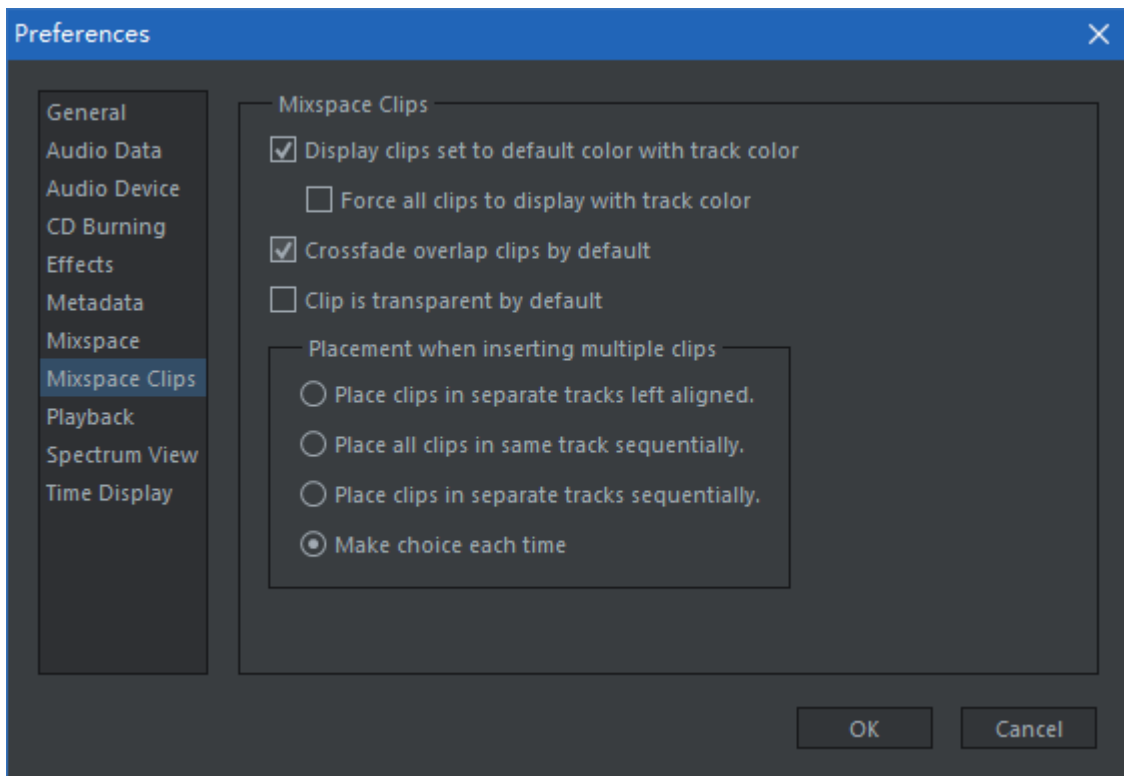 Preferences
General
Audio Data
Audio Device
CD Burning
Effects
Metadata
Mixspace
Mixspace Clips
Playback
Spectrum View
Time Display
Mixspace Clips
Display clips set to default color with track color
Force all clips to display with track color
Crossfade overlap clips by default
Clip is transparent by default
Placement when inserting multiple clips
Place clips in separate tracks left aligned.
Place all clips in same track sequentially.
Place clips in separate tracks sequentially.
Make choice each time
OK
Cancel